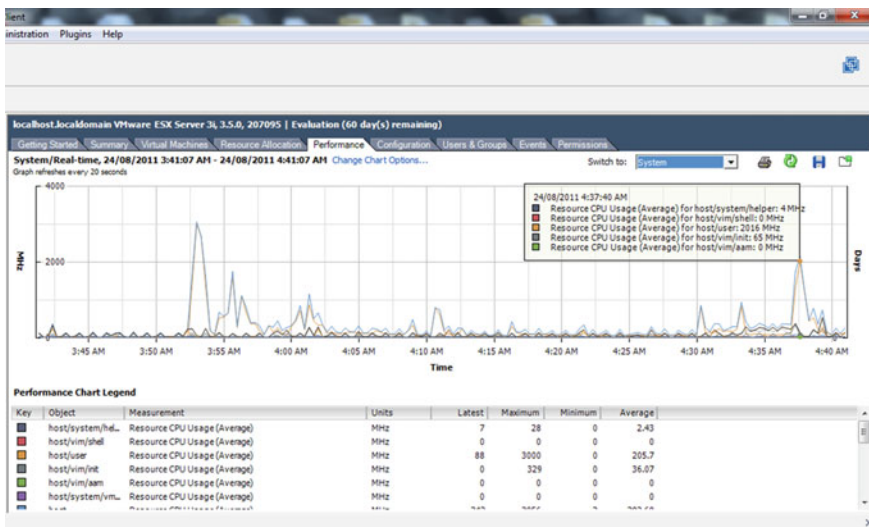 lient
inistration Plugins Help
localhost.localdomain VMware ESX Server 3i, 3.5.0, 207095 | Evaluation (60 day(s) remaining)
Getting Started Summary Virtual Machines Resource Allocation Performance Configuration Users & Groups Events Permissions
System/Real-time, 24/08/2011 3:41:07 AM - 24/08/2011 4:41:07 AM Change Chart Options... Switch to: System
Graph refreshes every 20 seconds
4000
2000
0
MHz
Days
24/08/2011 4:37:40 AM
Resource CPU Usage (Average) for host/system/helper: 4 MHz
Resource CPU Usage (Average) for host/vim/shell: 0 MHz
Resource CPU Usage (Average) for host/user: 2016 MHz
Resource CPU Usage (Average) for host/vim/init: 65 MHz
Resource CPU Usage (Average) for host/vim/aam: 0 MHz
3:45 AM 3:50 AM 3:55 AM 4:00 AM 4:05 AM 4:10 AM 4:15 AM 4:20 AM 4:25 AM 4:30 AM 4:35 AM 4:40 AM
Time
Performance Chart Legend
Key Object Measurement Units Latest Maximum Minimum Average
host/system/hel... Resource CPU Usage (Average) MHz 7 28 0 2.43
host/vim/shell Resource CPU Usage (Average) MHz 0 0 0 0
host/user Resource CPU Usage (Average) MHz 88 3000 0 205.7
host/vim/init Resource CPU Usage (Average) MHz 0 329 0 36.07
host/vim/aam Resource CPU Usage (Average) MHz 0 0 0 0
host/system/vm... Resource CPU Usage (Average) MHz 0 0 0 0